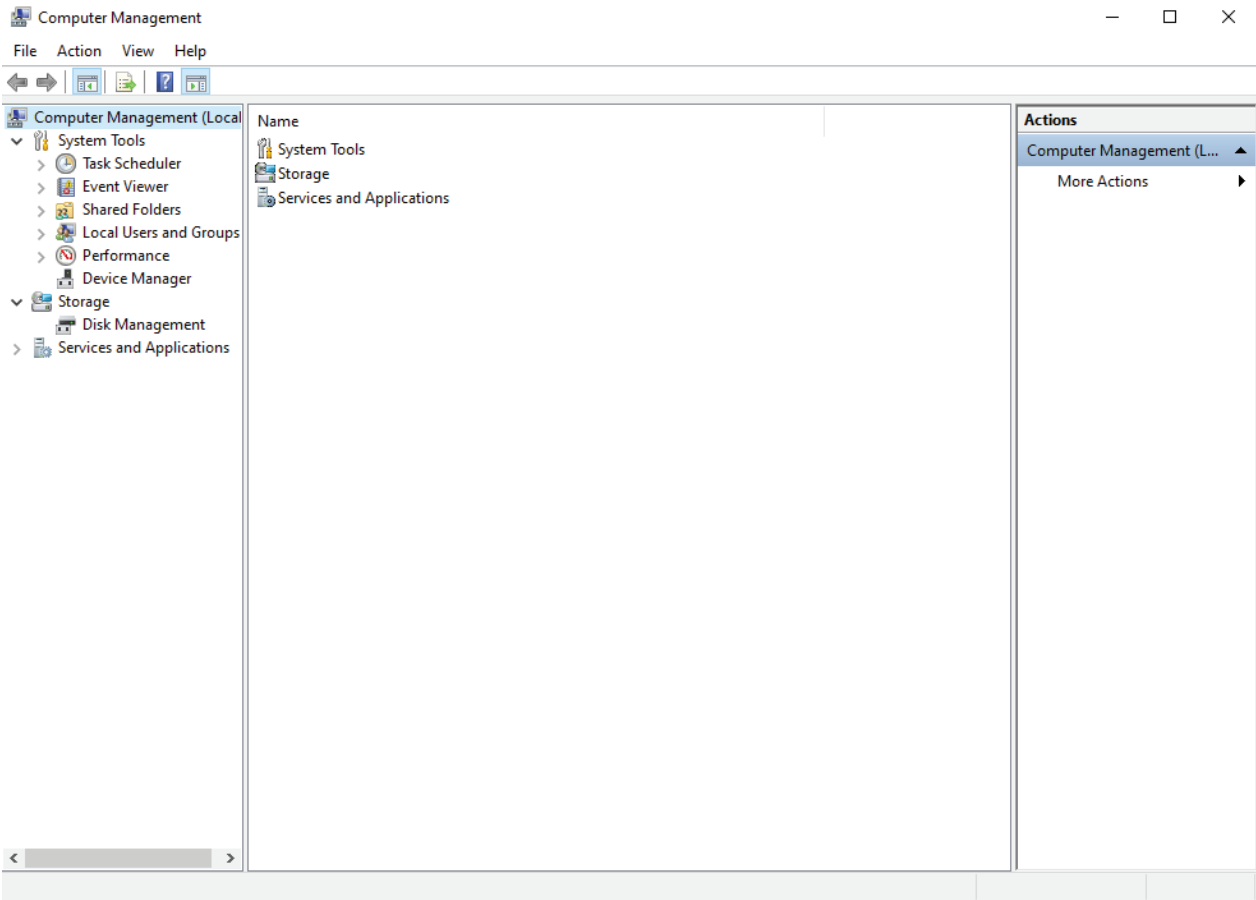 Computer Management
File Action View Help
Computer Management (Local
System Tools
Task Scheduler
Event Viewer
Shared Folders
Local Users and Groups
Performance
Device Manager
Storage
Disk Management
Services and Applications
Name
System Tools
Storage
Services and Applications
Actions
Computer Management (L...
More Actions